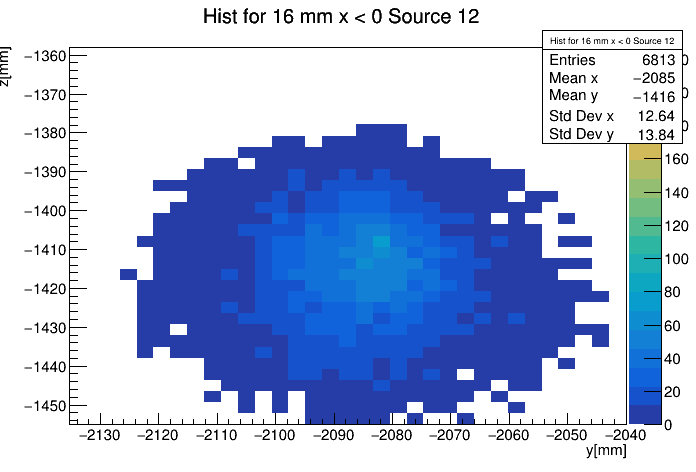 Hist for 16 mm x < 0 Source 12
z[mm]
Hist for 16 mm x < 0 Source 12
Entries 6813
Mean x −2085
Mean y −1416
Std Dev x 12.64
Std Dev y 13.84
−1360
−1370
−1380
−1390
−1400
−1410
−1420
−1430
−1440
−1450
0
0
160
140
120
100
80
60
40
20
0
−2130 −2120 −2110 −2100 −2090 −2080 −2070 −2060 −2050 −2040
y[mm]